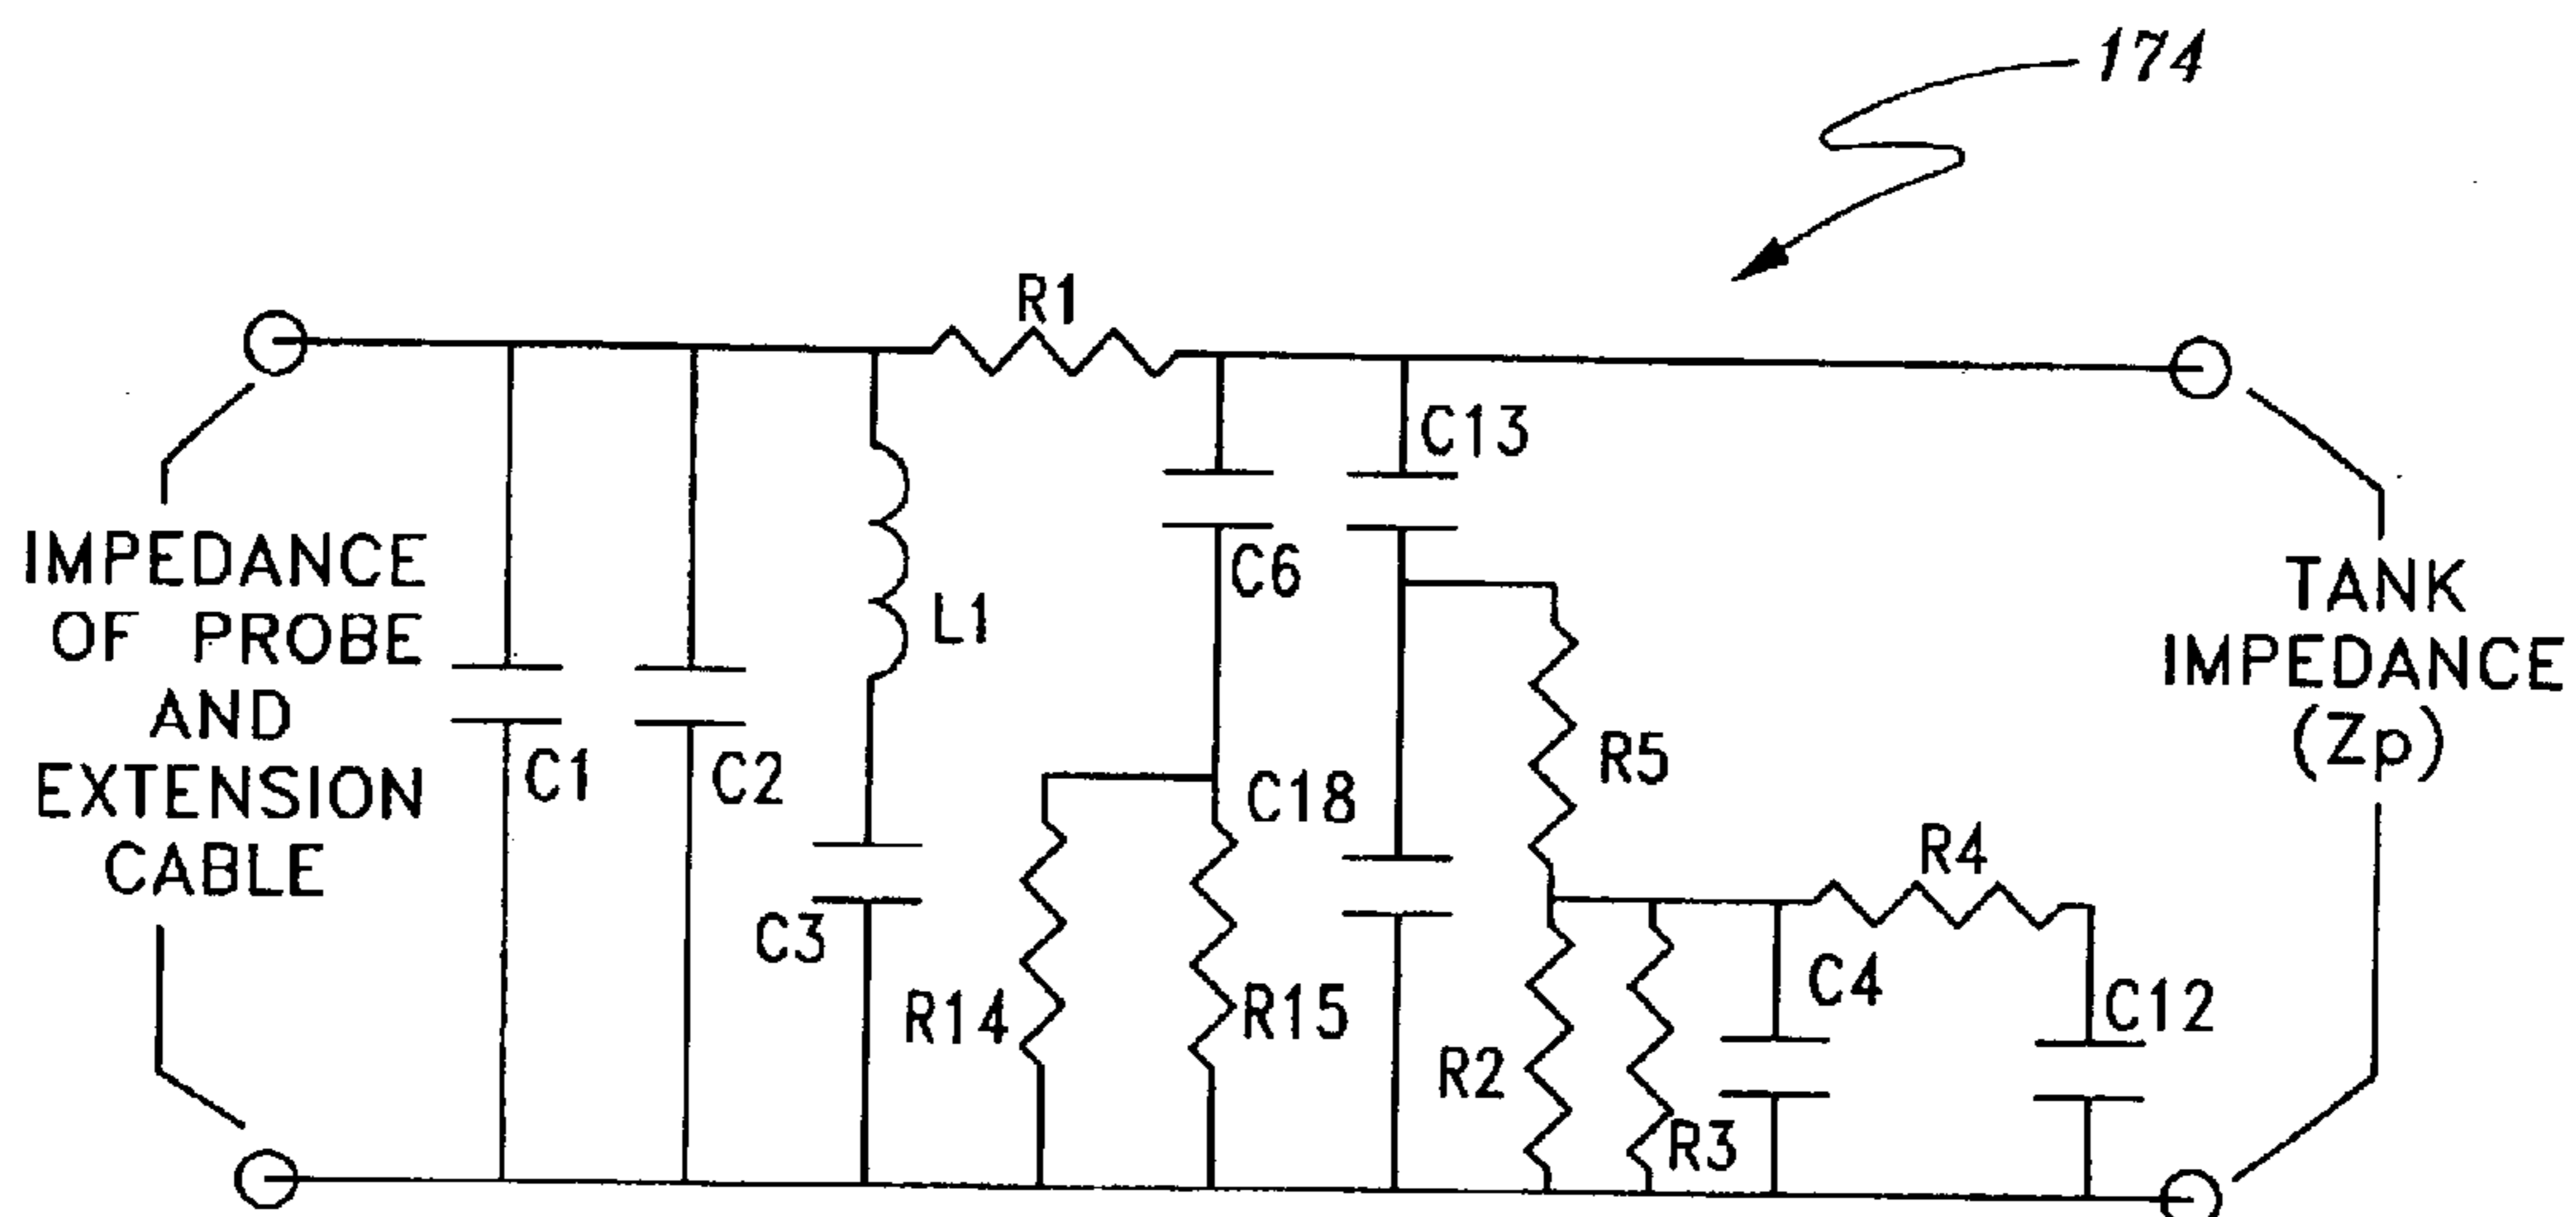 174
R1
C13
C6
L1
IMPEDANCE
OF PROBE
AND
EXTENSION
CABLE
TANK
IMPEDANCE
(Zp)
C1
C2
C18
R5
R4
C3
R14
R15
C4
C12
R2
R3